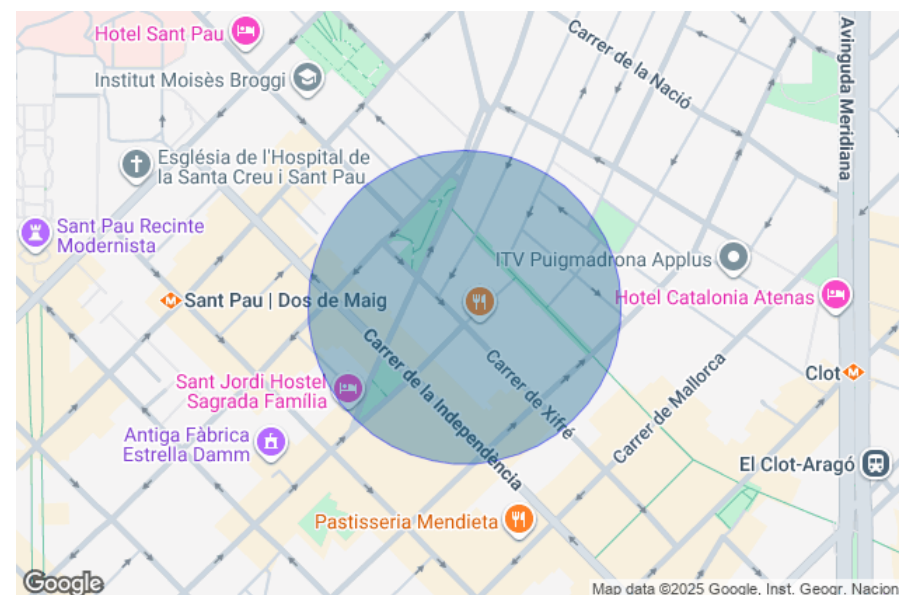 Hotel Sant Pau
Carrer de la Nació
Avinguda Meridiana
Institut Moisès Broggi
Església de l'Hospital de
la Santa Creu i Sant Pau
Sant Pau Recinte
Modernista
ITV Puigmadrona Applus
Sant Pau | Dos de Maig
Hotel Catalonia Atenas
Carrer de la Independència
Carrer de Xifré
Carrer de Mallorca
Clot
Sant Jordi Hostel
Sagrada Família
Antiga Fàbrica
Estrella Damm
El Clot-Aragó
Pastisseria Mendieta
Google
Map data ©2025 Google, Inst. Geogr. Nacion